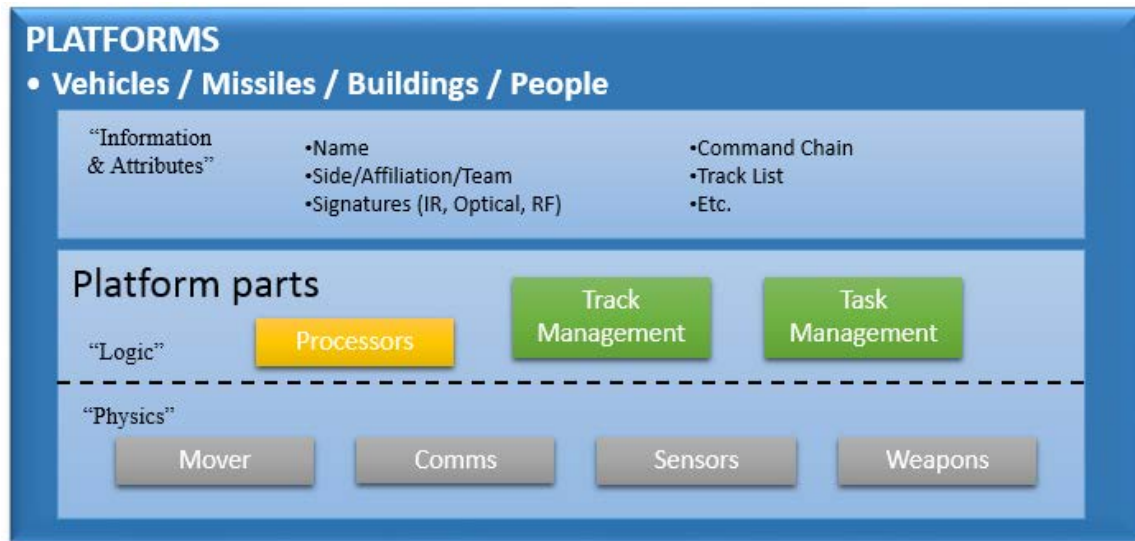 PLATFORMS
• Vehicles / Missiles / Buildings / People
“Information
& Attributes”
•Name
•Side/Affiliation/Team
•Signatures (IR, Optical, RF)
•Command Chain
•Track List
•Etc.
Platform parts
“Logic”
Processors
Track
Management
Task
Management
“Physics”
Mover
Comms
Sensors
Weapons